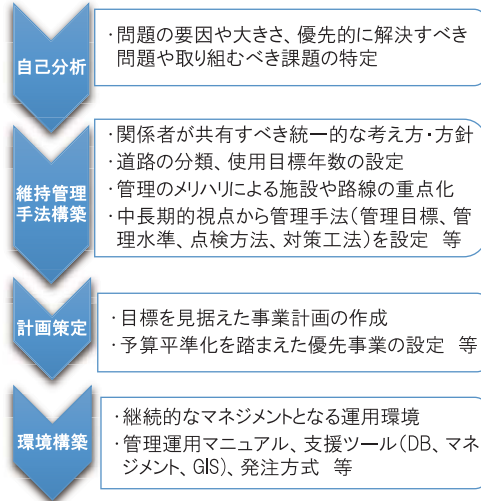 自己分析
・問題の要因や大きさ、優先的に解決すべき
問題や取り組むべき課題の特定
維持管理
手法構築
・関係者が共有すべき統一的な考え方・方針
・道路の分類、使用目標年数の設定
・管理のメリハリによる施設や路線の重点化
・中長期的視点から管理手法(管理目標、管
理水準、点検方法、対策工法)を設定 等
計画策定
・目標を見据えた事業計画の作成
・予算平準化を踏まえた優先事業の設定 等
環境構築
・継続的なマネジメントとなる運用環境
・管理運用マニュアル、支援ツール(DB、マネ
ジメント、GIS)、発注方式 等